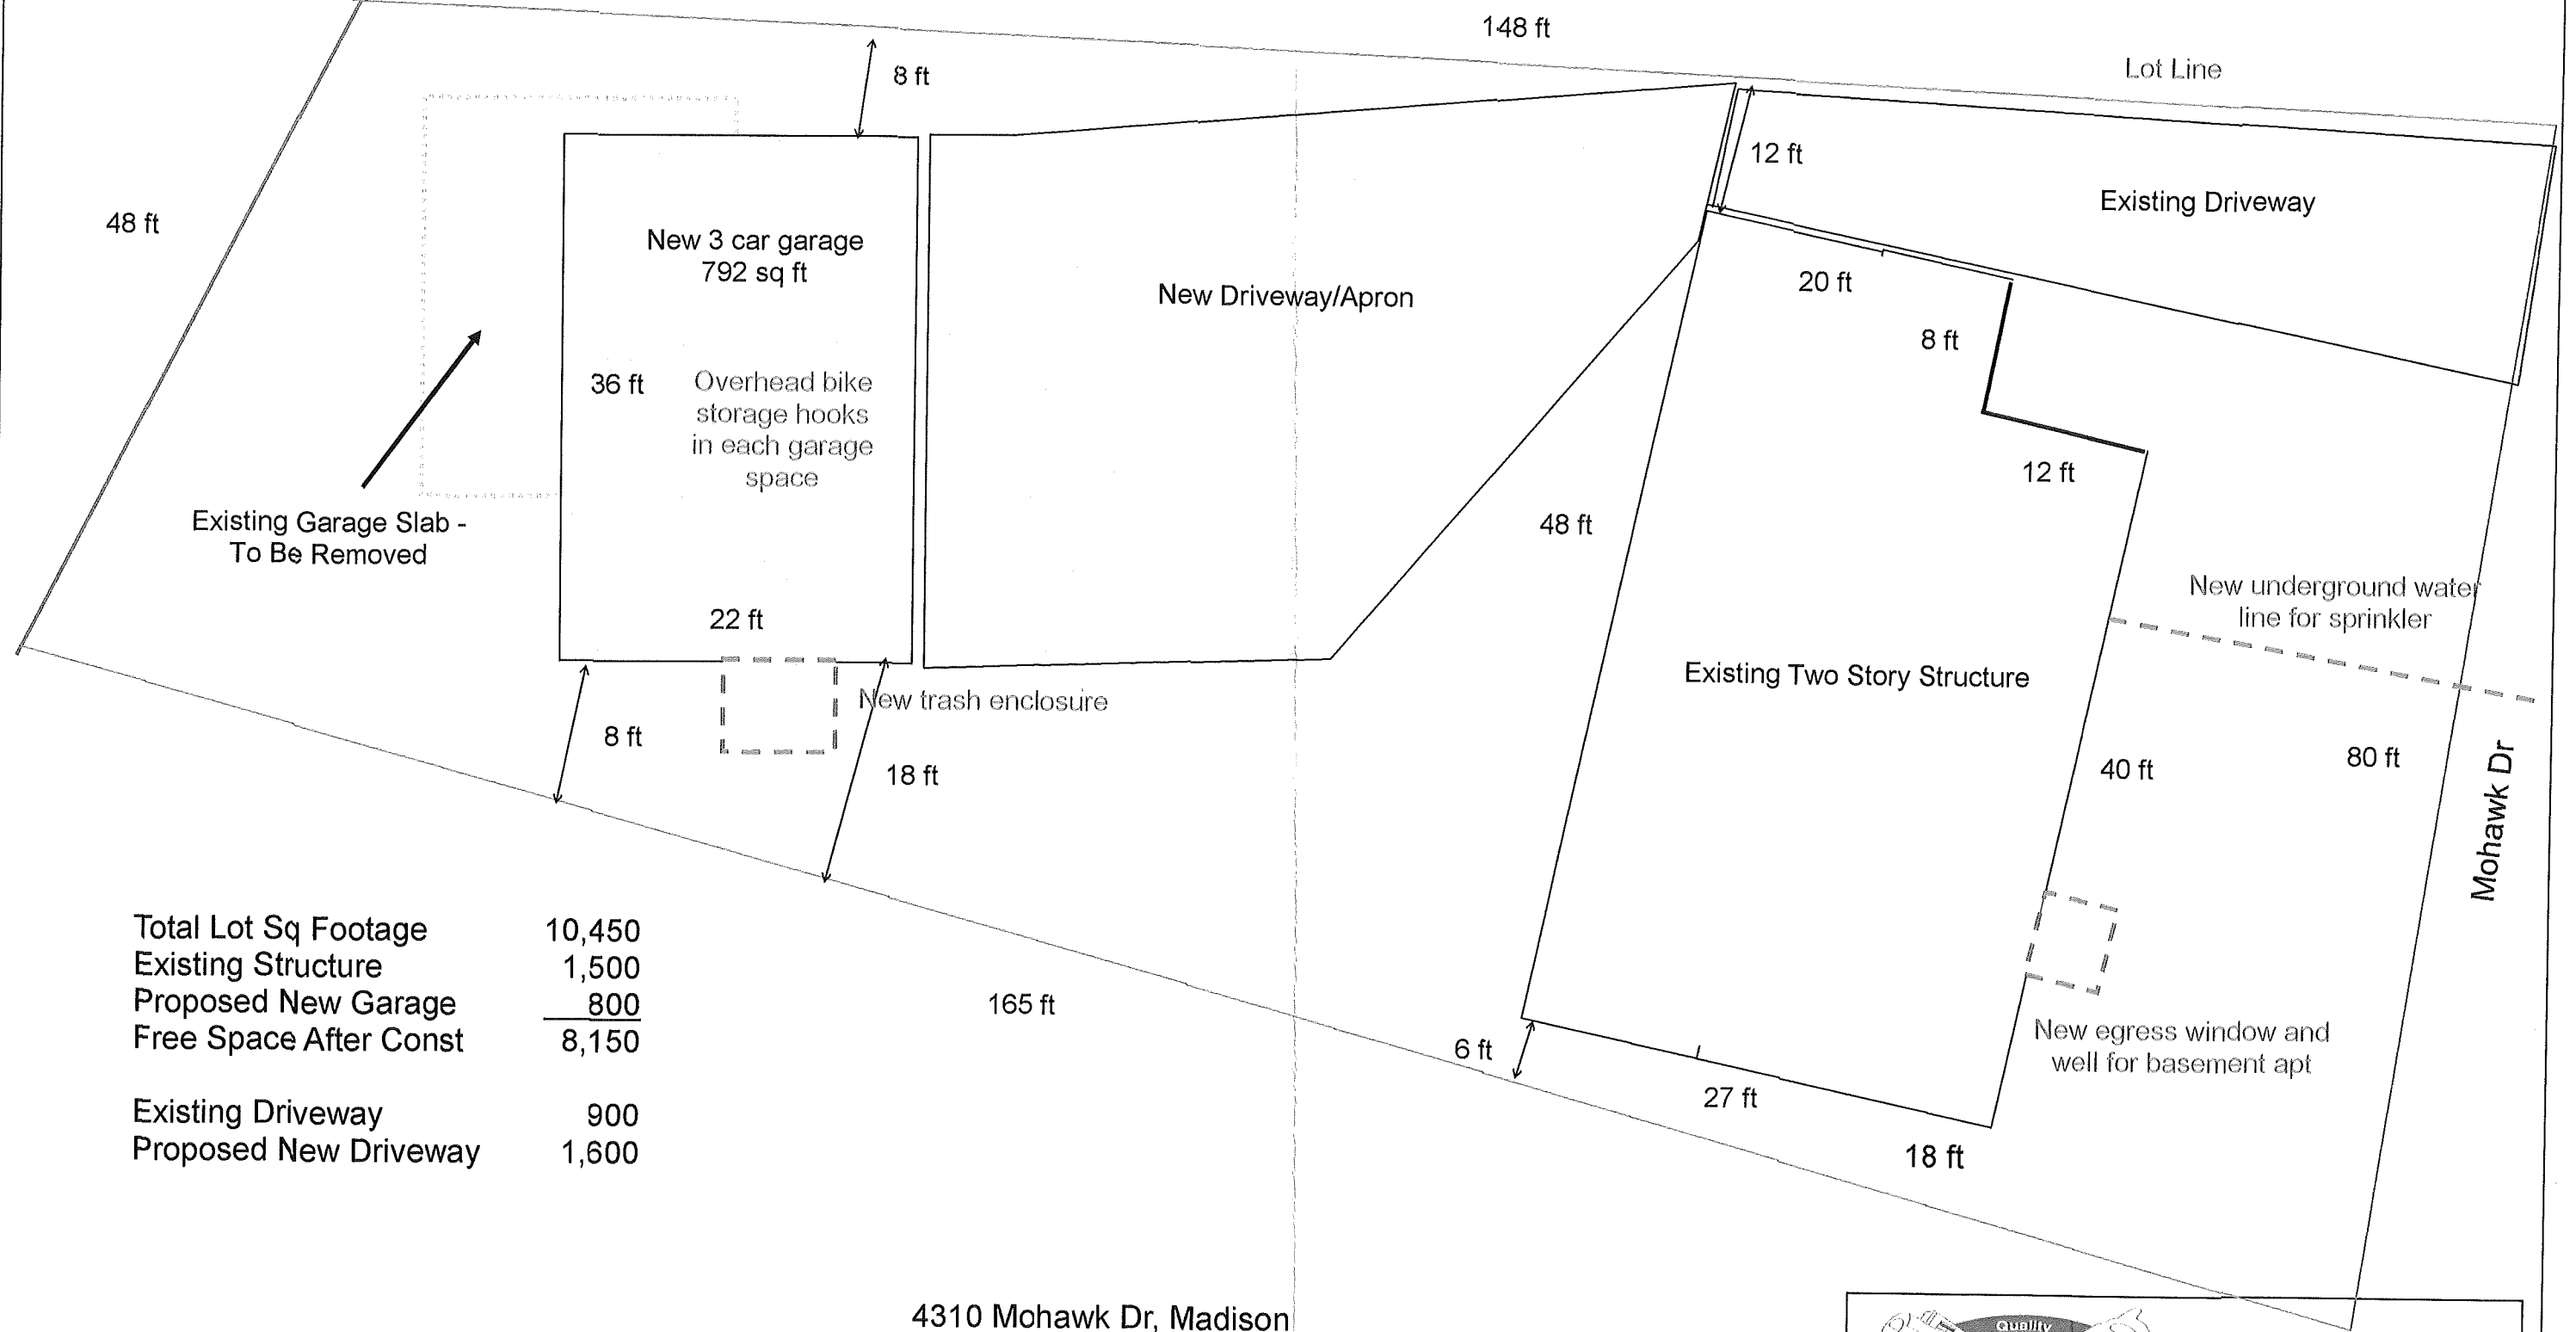 148 ft
Lot Line
8 ft
12 ft
48 ft
Existing Driveway
New 3 car garage
792 sq ft
New Driveway/Apron
20 ft
8 ft
36 ft
Overhead bike
storage hooks
in each garage
space
12 ft
Existing Garage Slab -
To Be Removed
48 ft
New underground water
line for sprinkler
22 ft
New trash enclosure
Existing Two Story Structure
8 ft
18 ft
40 ft
80 ft
Mohawk Dr
Total Lot Sq Footage 10,450
Existing Structure 1,500
Proposed New Garage 800
Free Space After Const 8,150
165 ft
6 ft
New egress window and
well for basement apt
27 ft
Existing Driveway 900
Proposed New Driveway 1,600
18 ft
4310 Mohawk Dr, Madison
Quality